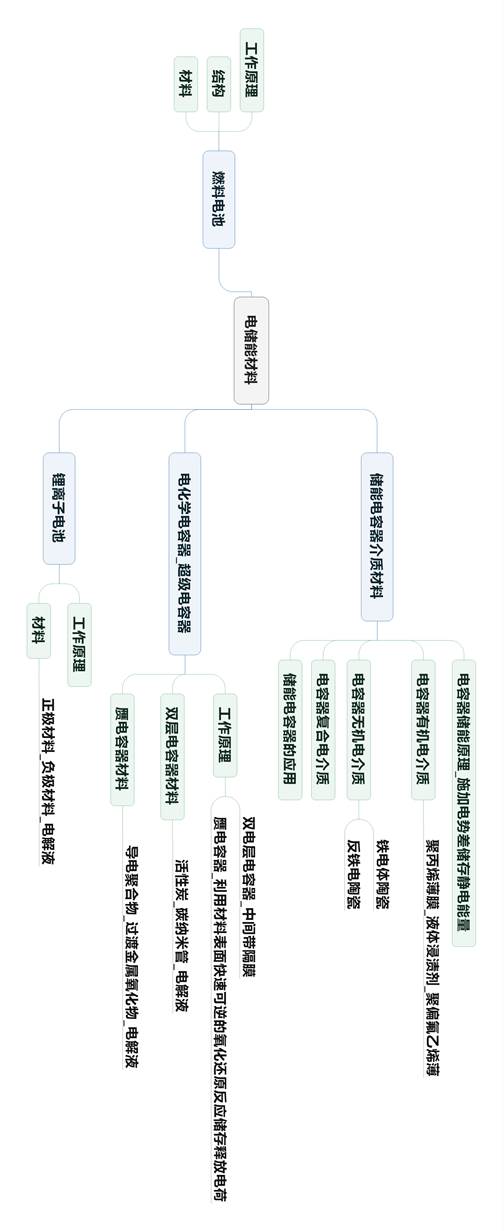 电储能材料
储能电容器介质材料
电容器储能原理_施加电势差储存静电能量
电容器有机电介质
聚丙烯薄膜_液体浸渍剂_聚偏氟乙烯薄
电容器无机电介质
铁电体陶瓷
反铁电陶瓷
电容器复合电介质
储能电容器的应用
电化学电容器_超级电容器
工作原理
双电层电容器_中间带隔膜
赝电容器_利用材料表面快速可逆的氧化还原反应储存释放电荷
双层电容器材料
活性炭_碳纳米管_电解液
赝电容器材料
导电聚合物_过渡金属氧化物_电解液
锂离子电池
工作原理
材料
正极材料_负极材料_电解液
燃料电池
工作原理
结构
材料